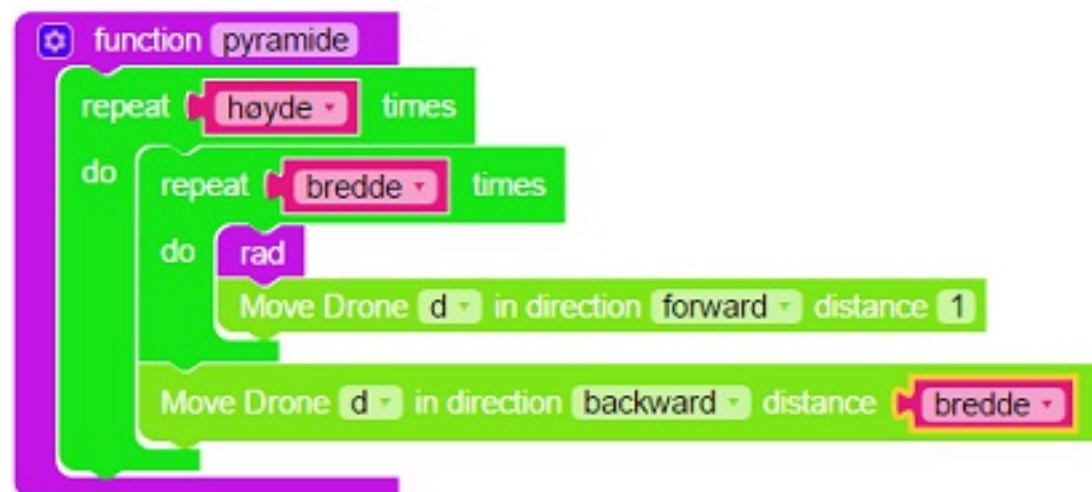 function pyramide
repeat høyde times
do repeat bredde times
do rad
Move Drone d in direction forward distance 1
Move Drone d in direction backward distance bredde